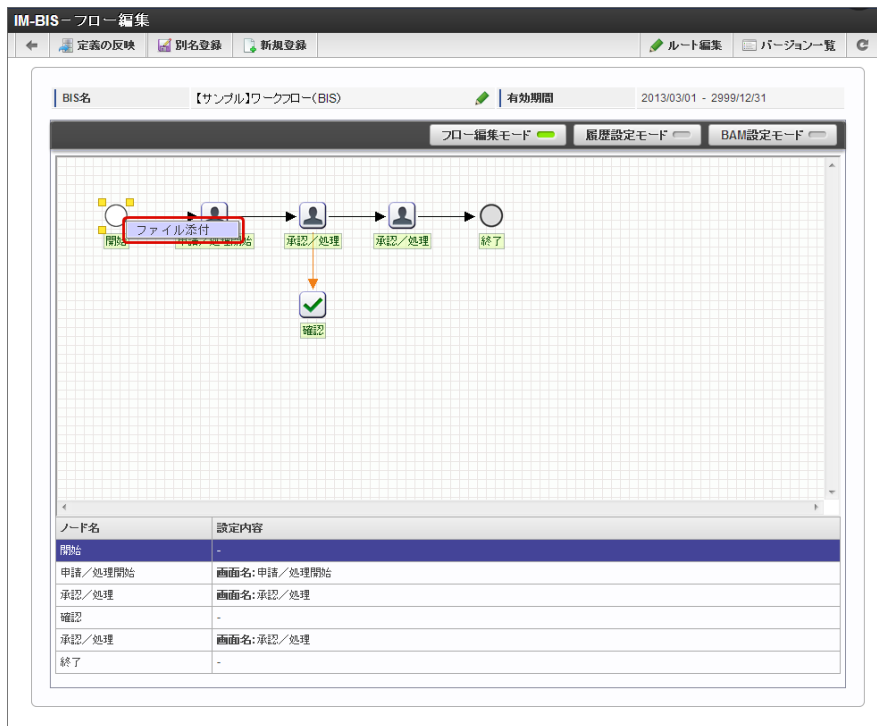 IM-BIS－フロー編集
定義の反映 別名登録 新規登録 ルート編集 バージョン一覧
BIS名 【サンプル】ワークフロー(BIS) 有効期間 2013/03/01 - 2999/12/31
フロー編集モード 履歴設定モード BAM設定モード
ファイル添付
開始 申請／処理開始 承認／処理 承認／処理 終了
確認
ノード名 設定内容
開始 -
申請／処理開始 画面名:申請／処理開始
承認／処理 画面名:承認／処理
確認 -
承認／処理 画面名:承認／処理
終了 -